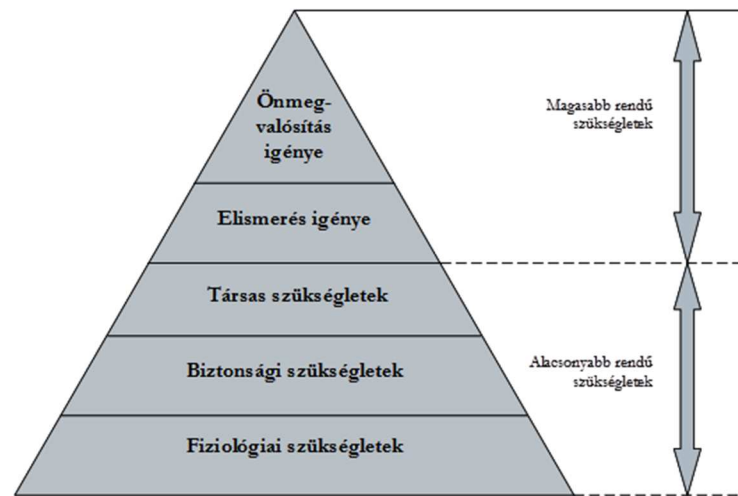 Önmeg-
valósítás
igénye
Elismerés igénye
Társas szükségletek
Biztonsági szükségletek
Fiziológiai szükségletek
Magasabb rendű
szükségletek
Alacsonyabb rendű
szükségletek